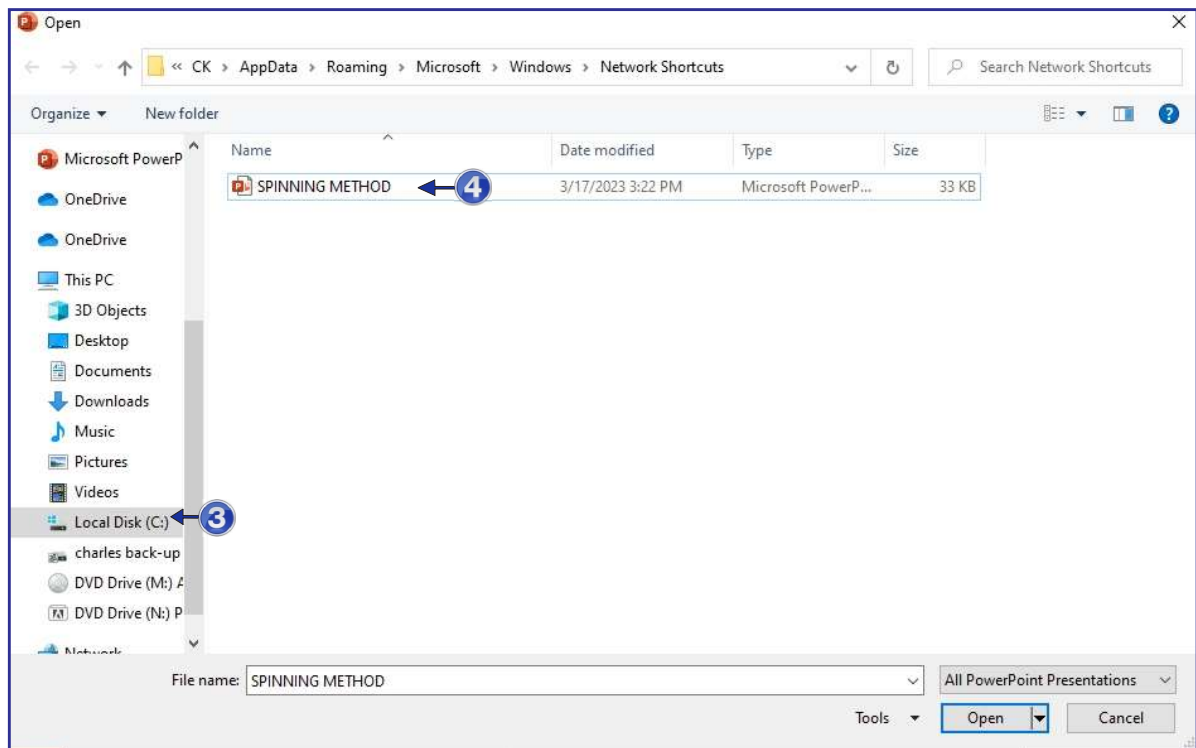 Open
« CK > AppData > Roaming > Microsoft > Windows > Network Shortcuts
Search Network Shortcuts
Organize
New folder
Name Date modified Type Size
SPINNING METHOD 4 3/17/2023 3:22 PM Microsoft PowerP... 33 KB
Microsoft PowerP
OneDrive
OneDrive
This PC
3D Objects
Desktop
Documents
Downloads
Music
Pictures
Videos
Local Disk (C:) 3
charles back-up
DVD Drive (M:) A
DVD Drive (N:) P
Network
File name: SPINNING METHOD All PowerPoint Presentations
Tools Open Cancel